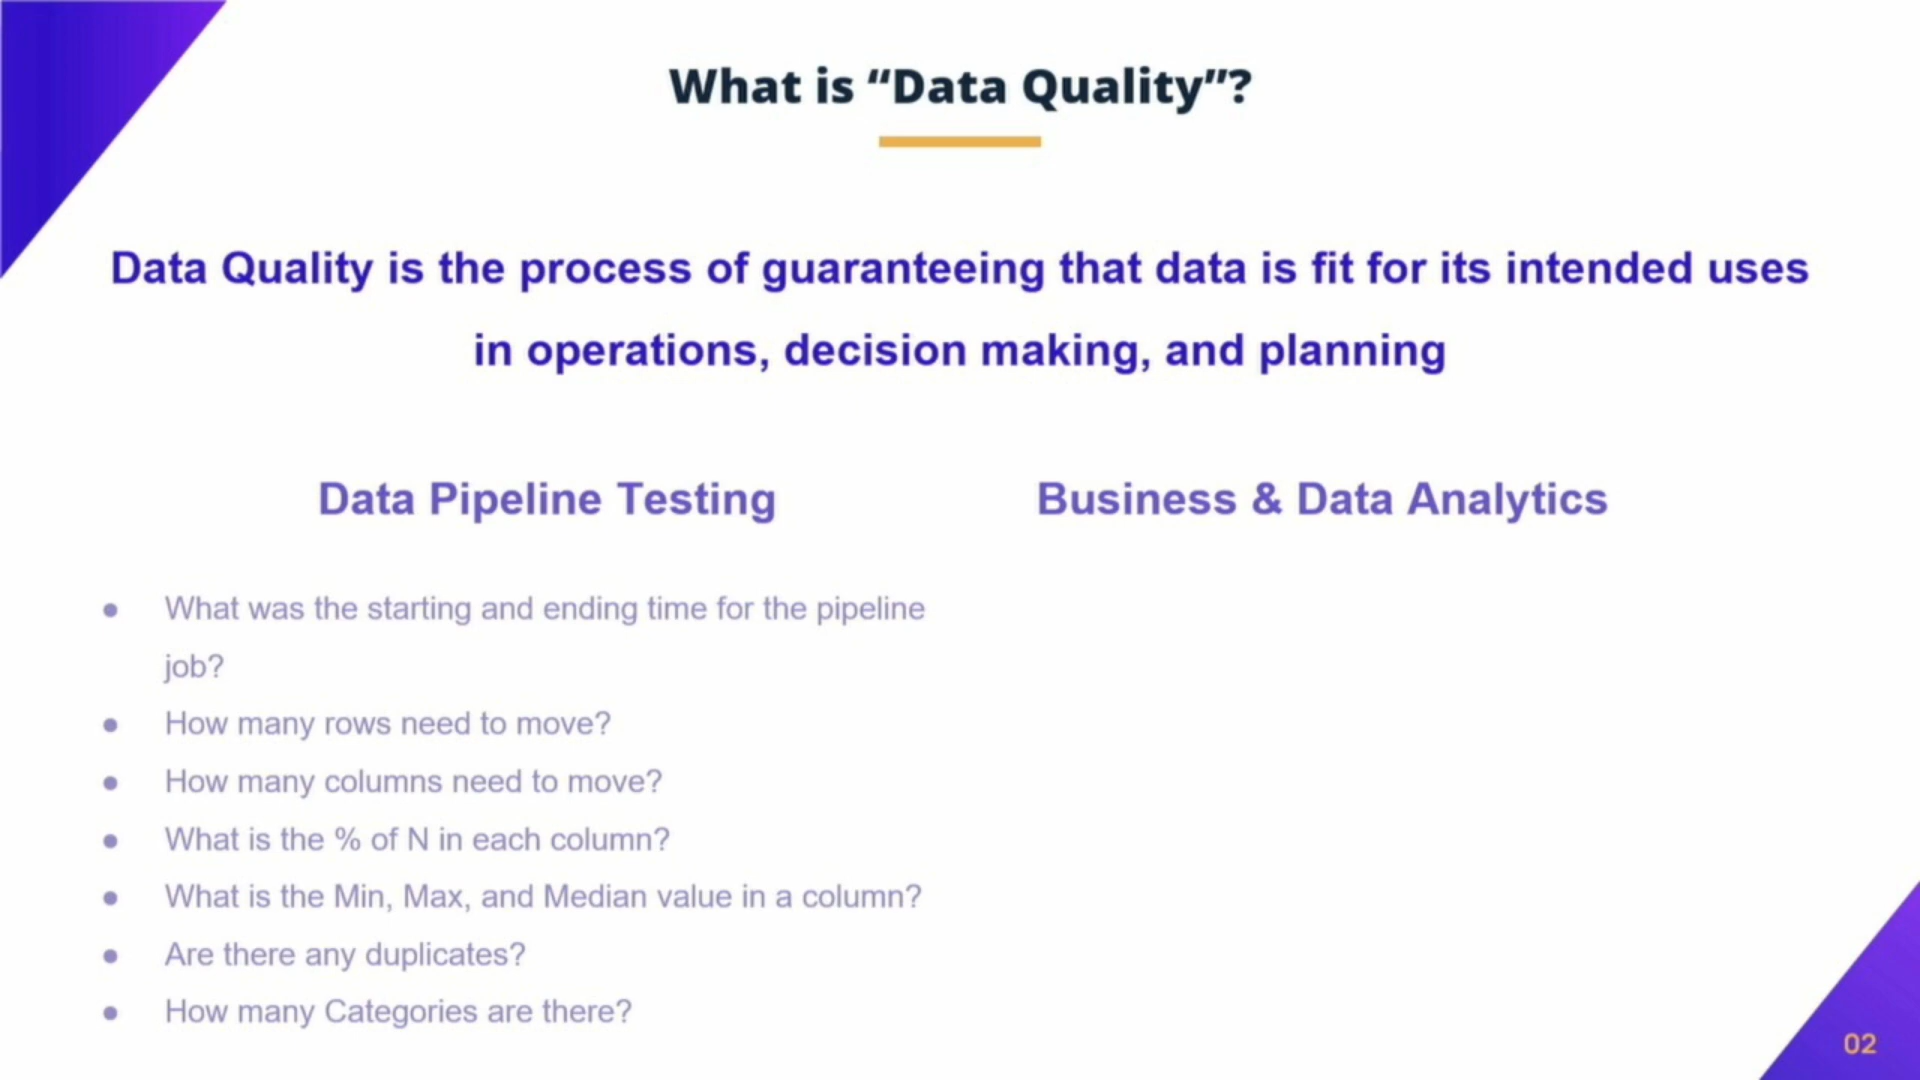 What is “Data Quality”?
Data Quality is the process of guaranteeing that data is fit for its intended uses
in operations, decision making, and planning
Data Pipeline Testing
● What was the starting and ending time for the pipeline
job?
● How many rows need to move?
● How many columns need to move?
● What is the % of N in each column?
● What is the Min, Max, and Median value in a column?
● Are there any duplicates?
● How many Categories are there?
Business & Data Analytics
02